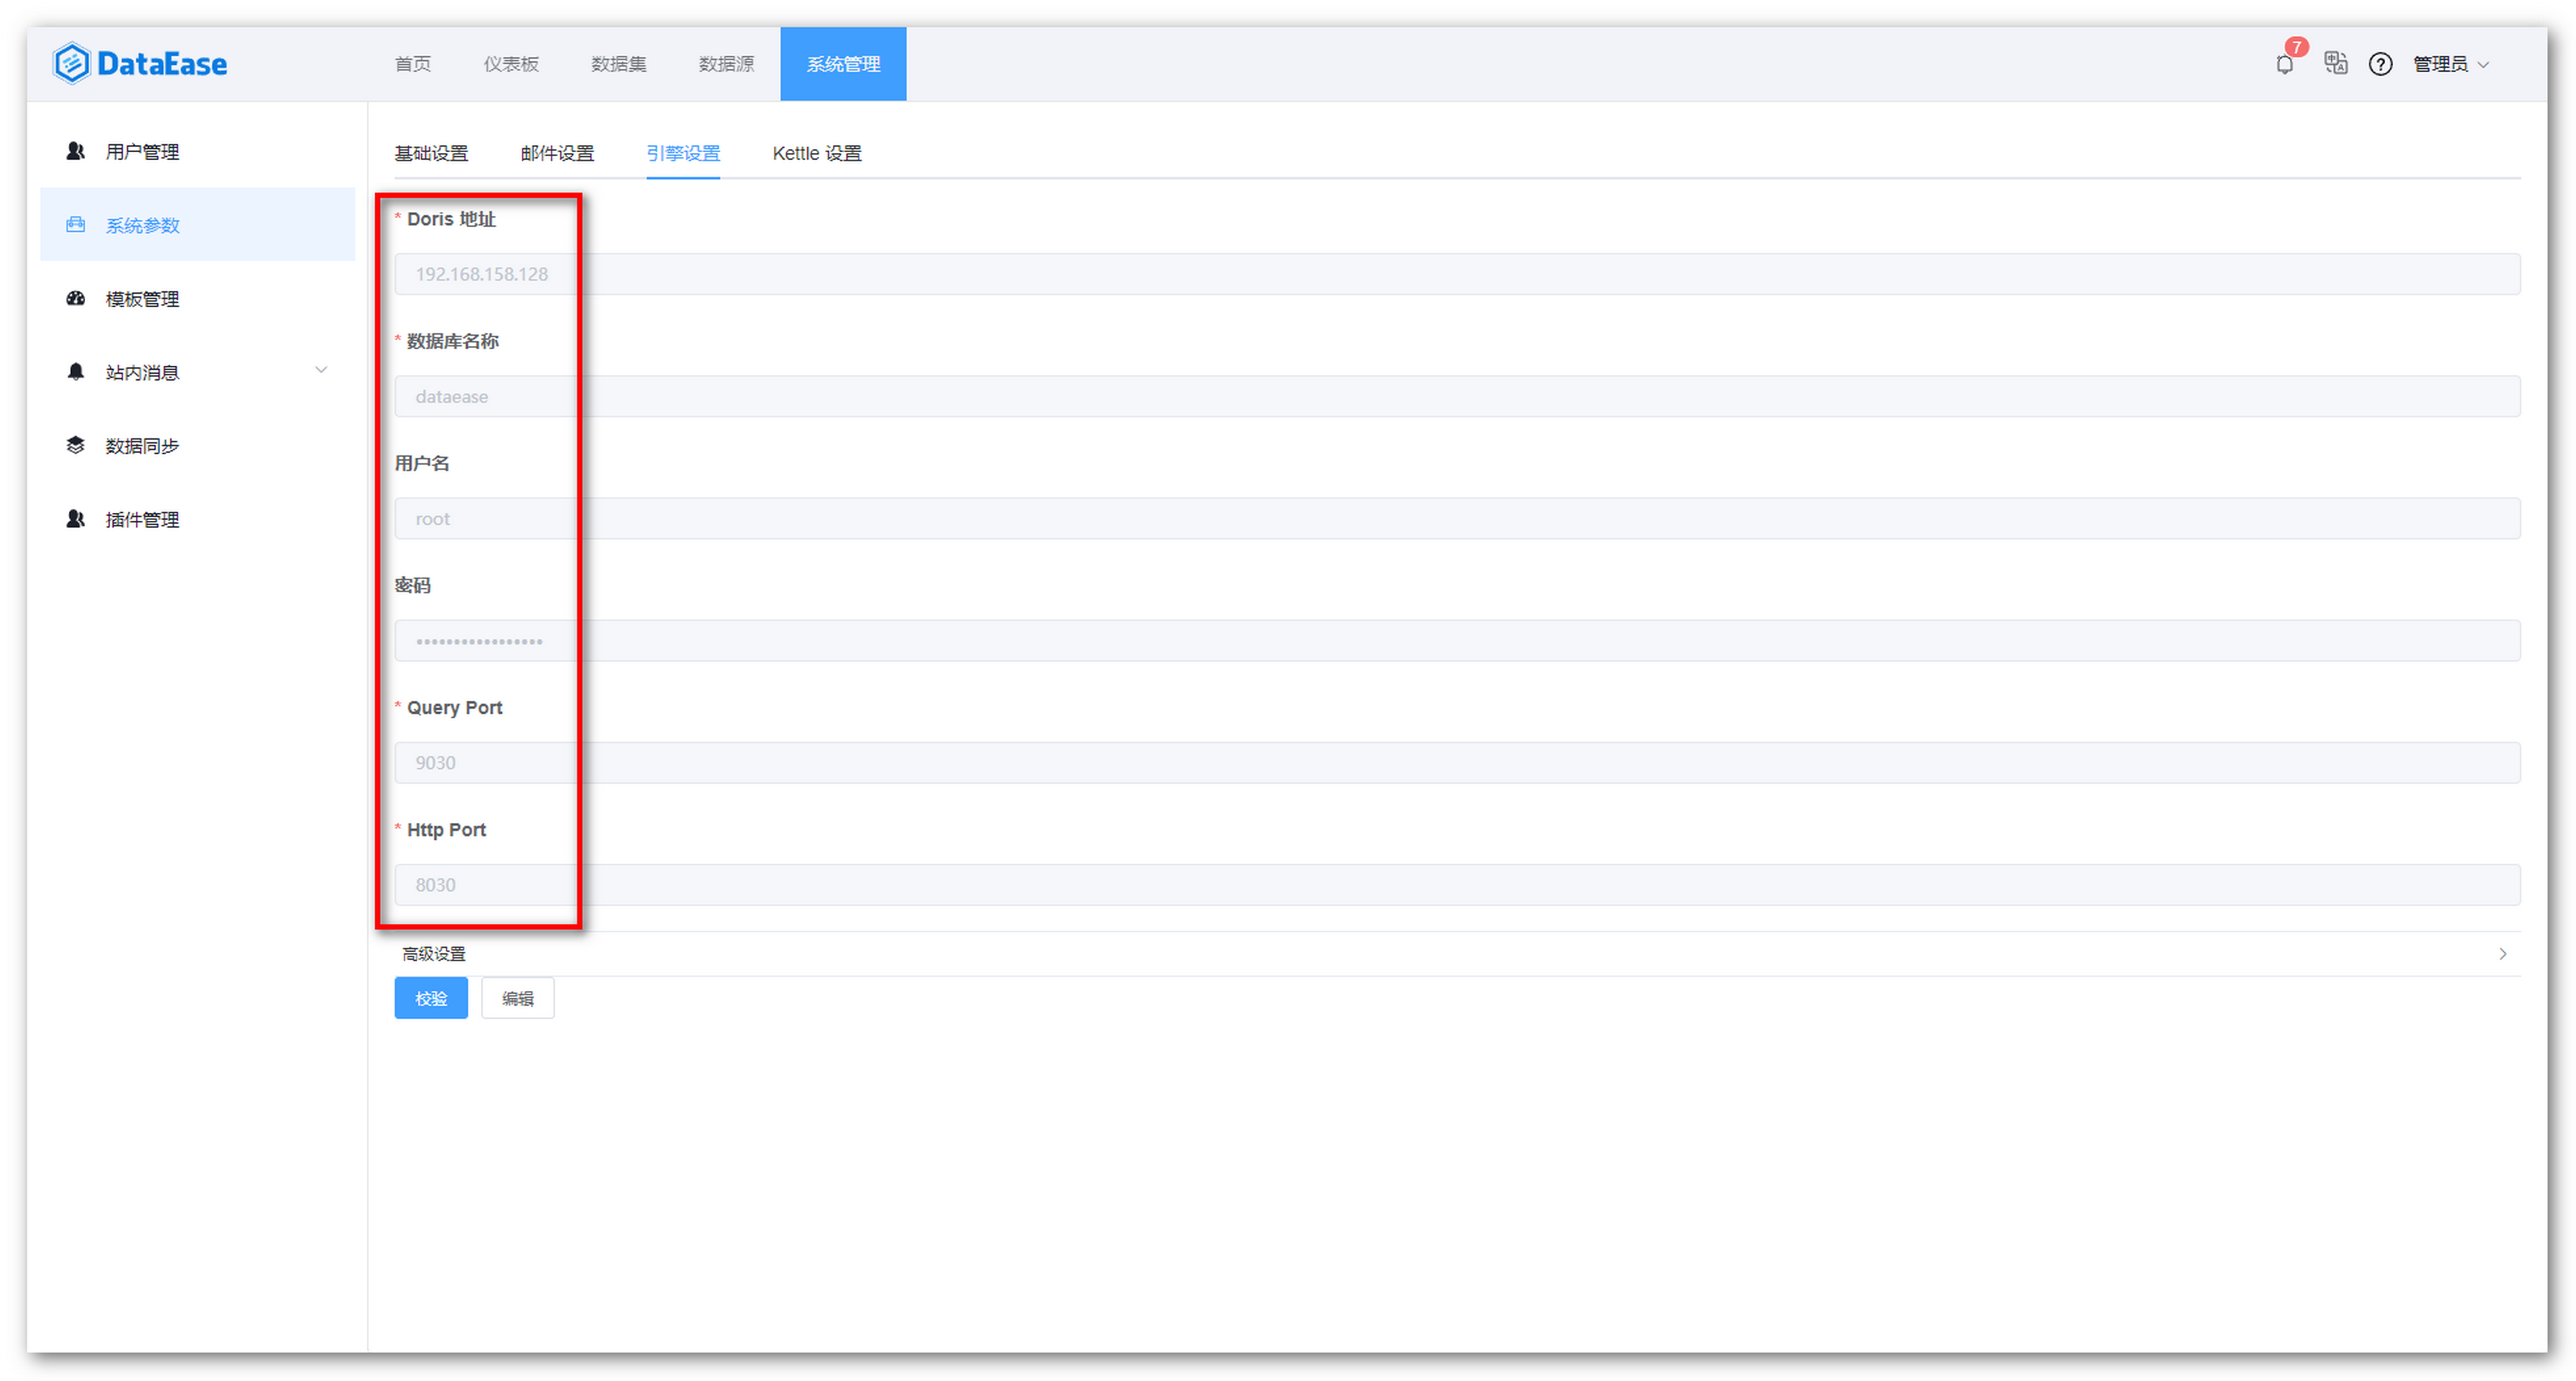 DataEase
首页 仪表板 数据集 数据源 系统管理
7
管理员
用户管理
系统参数
模板管理
站内消息
数据同步
插件管理
基础设置 邮件设置 引擎设置 Kettle 设置
* Doris 地址
192.168.158.128
* 数据库名称
dataease
用户名
root
密码
•••••••••••••••••
* Query Port
9030
* Http Port
8030
高级设置
校验 编辑